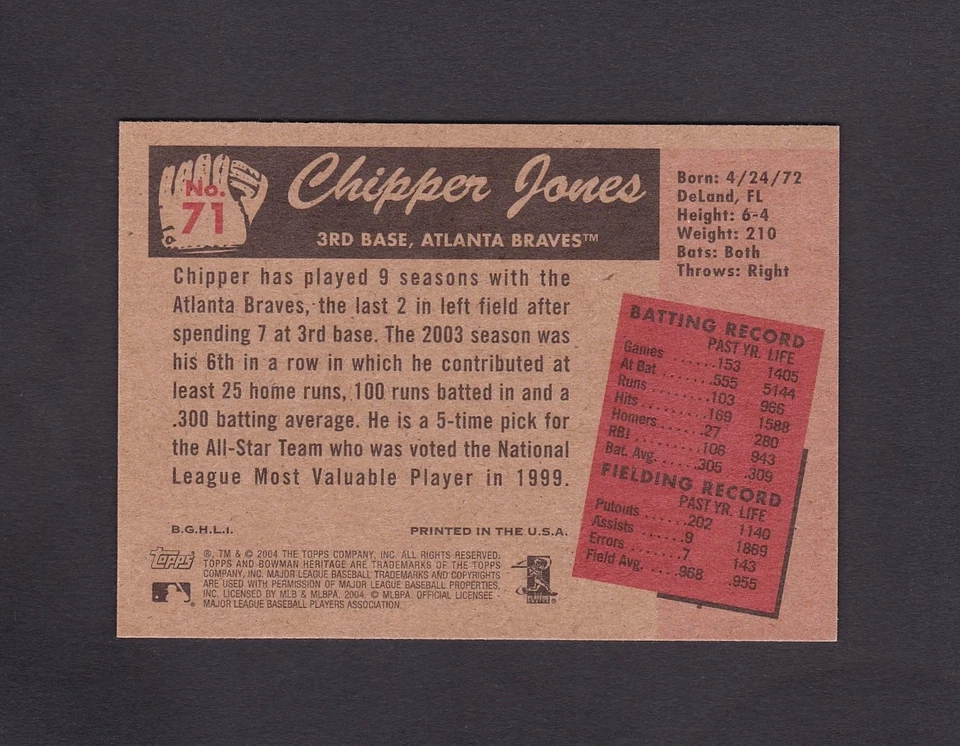 No.
71
Chipper Jones
3RD BASE, ATLANTA BRAVES™
Born: 4/24/72
DeLand, FL
Height: 6-4
Weight: 210
Bats: Both
Throws: Right
Chipper has played 9 seasons with the
Atlanta Braves, the last 2 in left field after
spending 7 at 3rd base. The 2003 season was
his 6th in a row in which he contributed at
least 25 home runs, 100 runs batted in and a
.300 batting average. He is a 5-time pick for
the All-Star Team who was voted the National
League Most Valuable Player in 1999.
BATTING RECORD
PAST YR. LIFE
Games ......153 1405
At Bat ......555 5144
Runs ......103 966
Hits ......169 1588
Homers ......27 280
RBI ......106 943
Bat. Avg. .....305 .309
FIELDING RECORD
PAST YR. LIFE
Putouts ......202 1140
Assists ......9 1869
Errors ......7 143
Field Avg. ....968 .955
B.G.H.L.I. PRINTED IN THE U.S.A.
Topps
®, TM & © 2004 THE TOPPS COMPANY, INC. ALL RIGHTS RESERVED.
TOPPS AND BOWMAN HERITAGE ARE TRADEMARKS OF THE TOPPS
COMPANY, INC. MAJOR LEAGUE BASEBALL TRADEMARKS AND COPYRIGHTS
ARE USED WITH PERMISSION OF MAJOR LEAGUE BASEBALL PROPERTIES,
INC. LICENSED BY MLB & MLBPA, 2004. © MLBPA. OFFICIAL LICENSEE -
MAJOR LEAGUE BASEBALL PLAYERS ASSOCIATION.